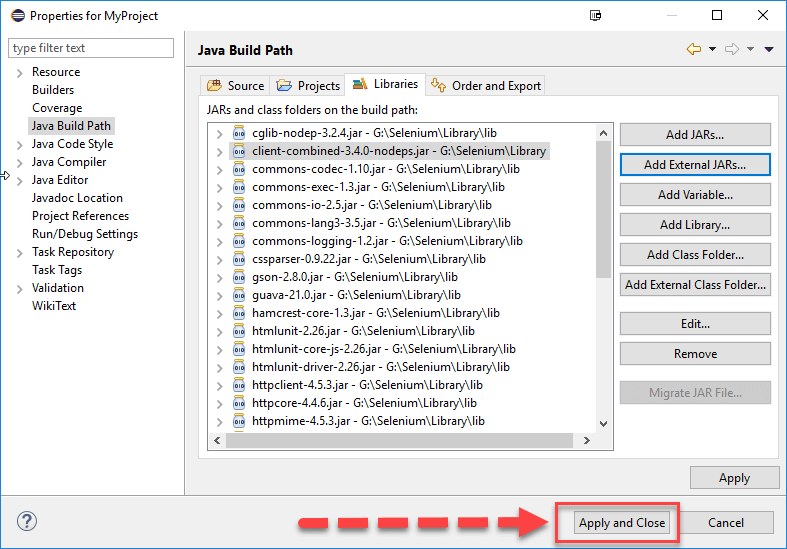 Properties for MyProject
type filter text
Resource
Builders
Coverage
Java Build Path
Java Code Style
Java Compiler
Java Editor
Javadoc Location
Project References
Run/Debug Settings
Task Repository
Task Tags
Validation
WikiText
Java Build Path
Source Projects Libraries Order and Export
JARs and class folders on the build path:
cglib-nodep-3.2.4.jar - G:\Selenium\Library\lib
client-combined-3.4.0-nodeps.jar - G:\Selenium\Library
commons-codec-1.10.jar - G:\Selenium\Library\lib
commons-exec-1.3.jar - G:\Selenium\Library\lib
commons-io-2.5.jar - G:\Selenium\Library\lib
commons-lang3-3.5.jar - G:\Selenium\Library\lib
commons-logging-1.2.jar - G:\Selenium\Library\lib
cssparser-0.9.22.jar - G:\Selenium\Library\lib
gson-2.8.0.jar - G:\Selenium\Library\lib
guava-21.0.jar - G:\Selenium\Library\lib
hamcrest-core-1.3.jar - G:\Selenium\Library\lib
htmlunit-2.26.jar - G:\Selenium\Library\lib
htmlunit-core-js-2.26.jar - G:\Selenium\Library\lib
htmlunit-driver-2.26.jar - G:\Selenium\Library\lib
httpclient-4.5.3.jar - G:\Selenium\Library\lib
httpcore-4.4.6.jar - G:\Selenium\Library\lib
httpmime-4.5.3.jar - G:\Selenium\Library\lib
Add JARs...
Add External JARs...
Add Variable...
Add Library...
Add Class Folder...
Add External Class Folder...
Edit...
Remove
Migrate JAR File...
Apply
Apply and Close
Cancel